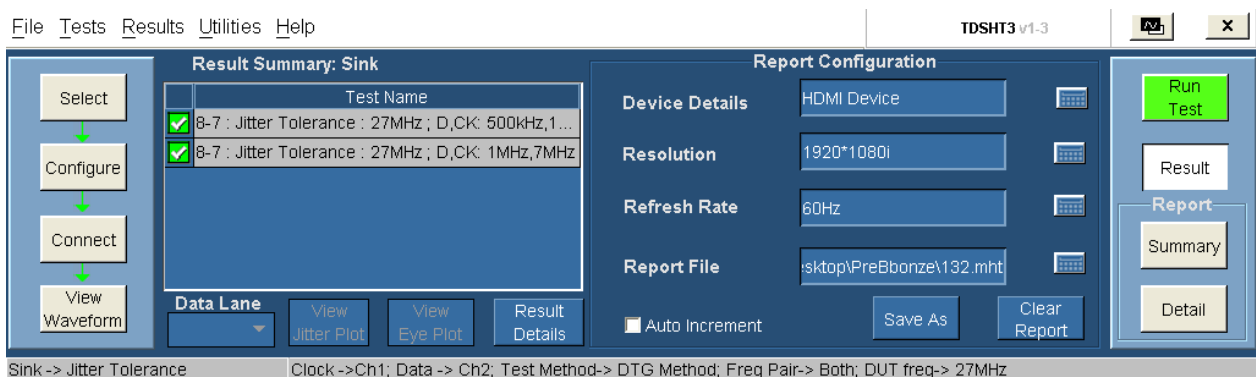 File Tests Results Utilities Help
TDSHT3 v1-3
x
Select
Configure
Connect
View
Waveform
Result Summary: Sink
Test Name
8-7 : Jitter Tolerance : 27MHz ; D,CK: 500kHz,1...
8-7 : Jitter Tolerance : 27MHz ; D,CK: 1MHz,7MHz
Data Lane
View
Jitter Plot
View
Eye Plot
Result
Details
Report Configuration
Device Details
HDMI Device
Resolution
1920*1080i
Refresh Rate
60Hz
Report File
sktop\PreBbonze\132.mht
Auto Increment
Save As
Clear
Report
Run
Test
Result
Report
Summary
Detail
Sink -> Jitter Tolerance
Clock ->Ch1; Data -> Ch2; Test Method-> DTG Method; Freq Pair-> Both; DUT freq-> 27MHz